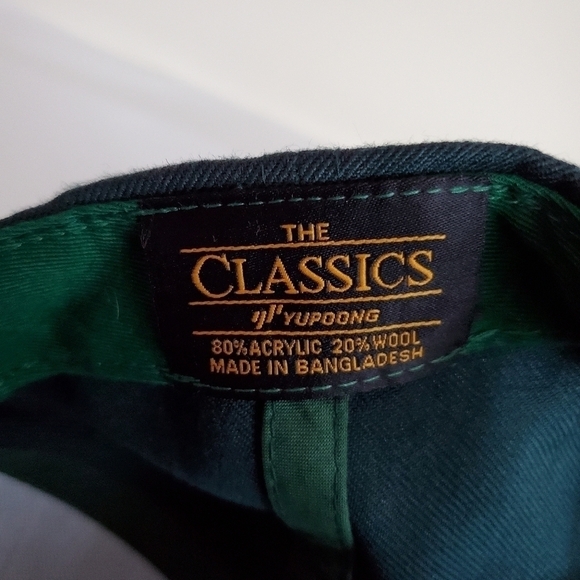 THE
CLASSICS
YUPOONG
80% ACRYLIC 20% WOOL
MADE IN BANGLADESH